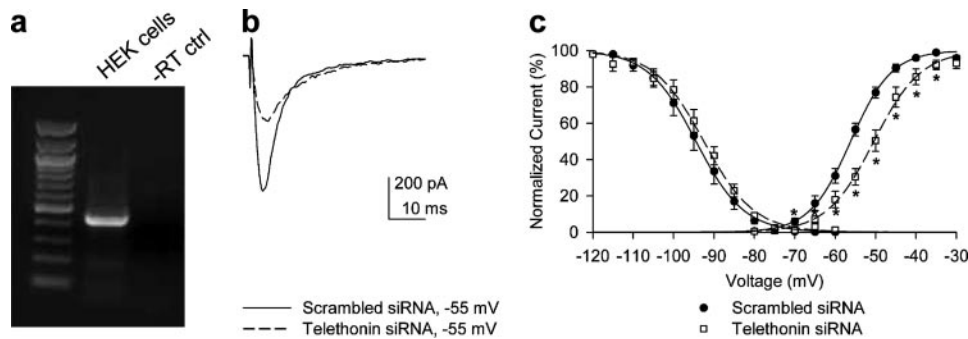 a
HEK cells
-RT ctrl
b
200 pA
10 ms
Scrambled siRNA, -55 mV
Telethonin siRNA, -55 mV
c
Normalized Current (%)
100
80
60
40
20
0
* * * * * * * *
-120 -110 -100 -90 -80 -70 -60 -50 -40 -30
Voltage (mV)
Scrambled siRNA
Telethonin siRNA